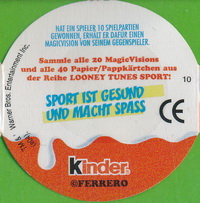 HAT EIN SPIELER 10 SPIELPARTIEN
GEWONNEN, ERHÄLT ER DAFÜR EINEN
MAGICVISION VON SEINEM GEGENSPIELER.
Sammle alle 20 MagicVisions
und alle 40 Papier/Pappkärtchen aus
der Reihe LOONEY TUNES SPORT!
10
SPORT IST GESUND
UND MACHT SPASS
CE
Warner Bros. Entertainment Inc.
kinder
©FERRERO